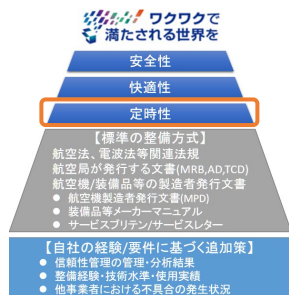 ワクワクで
満たされる世界を
安全性
快適性
定時性
【標準の整備方式】
航空法、電波法等関連法規
航空局が発行する文書(MRB,AD,TCD)
航空機/装備品等の製造者発行文書
● 航空機製造者発行文書(MPD)
● 装備品等メーカーマニュアル
● サービスブリテン/サービスレター
【自社の経験/要件に基づく追加策】
● 信頼性管理の管理・分析結果
● 整備経験・技術水準・使用実績
● 他事業者における不具合の発生状況